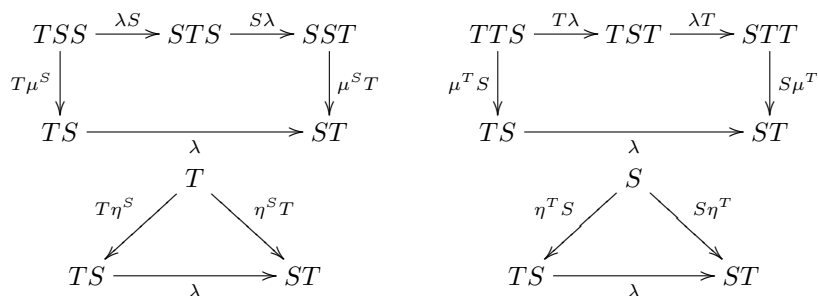 TSS λS STS Sλ SST TTS Tλ TST λT STT
Tμ^S μ^S T μ^T S Sμ^T
TS λ ST TS λ ST
T S
Tη^S η^S T η^T S Sη^T
TS λ ST TS λ ST